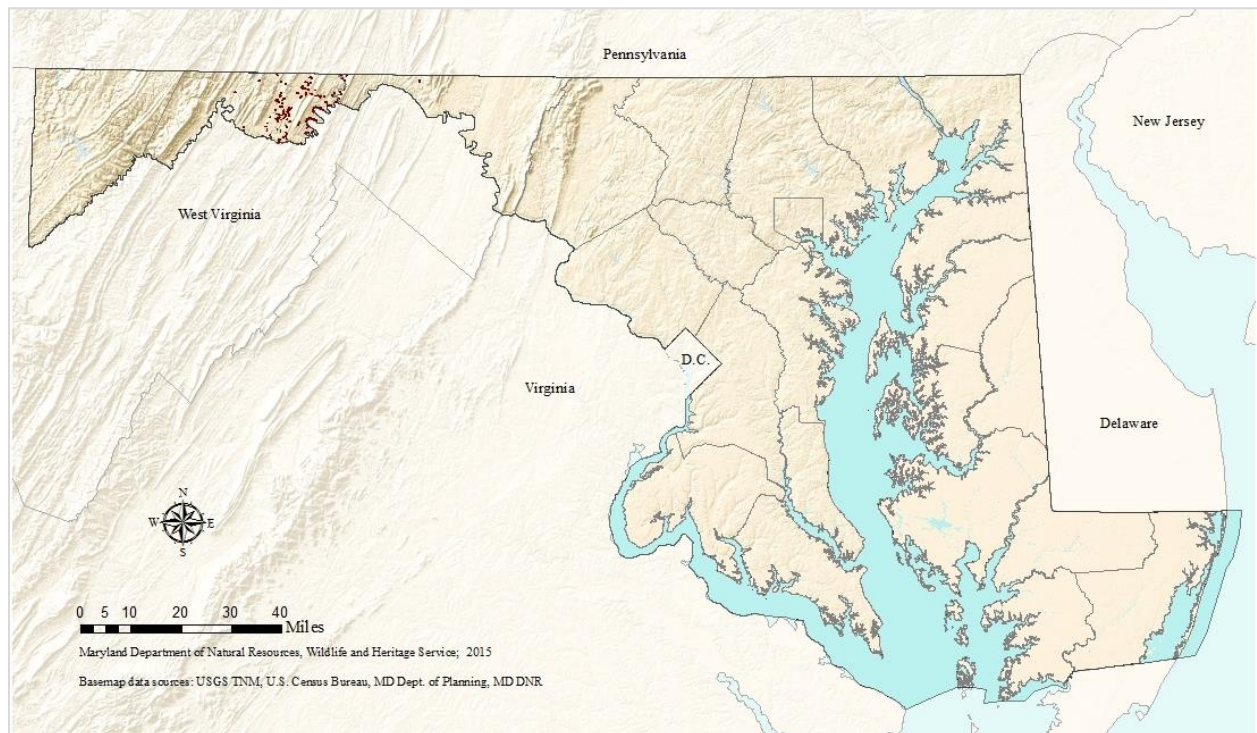 Pennsylvania
New Jersey
West Virginia
D.C.
Virginia
Delaware
N
W E
S
0 5 10 20 30 40
Miles
Maryland Department of Natural Resources, Wildlife and Heritage Service; 2015
Basemap data sources: USGS TNM, U.S. Census Bureau, MD Dept. of Planning, MD DNR